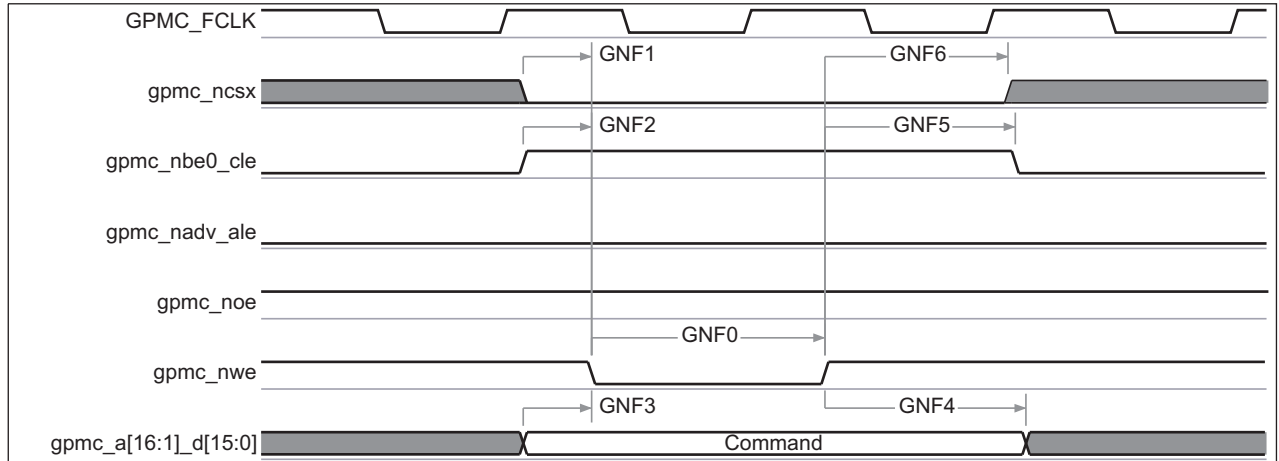 GPMC_FCLK
GNF1
GNF6
gpmc_ncsx
GNF2
GNF5
gpmc_nbe0_cle
gpmc_nadv_ale
gpmc_noe
GNF0
gpmc_nwe
GNF3
GNF4
gpmc_a[16:1]_d[15:0]
Command